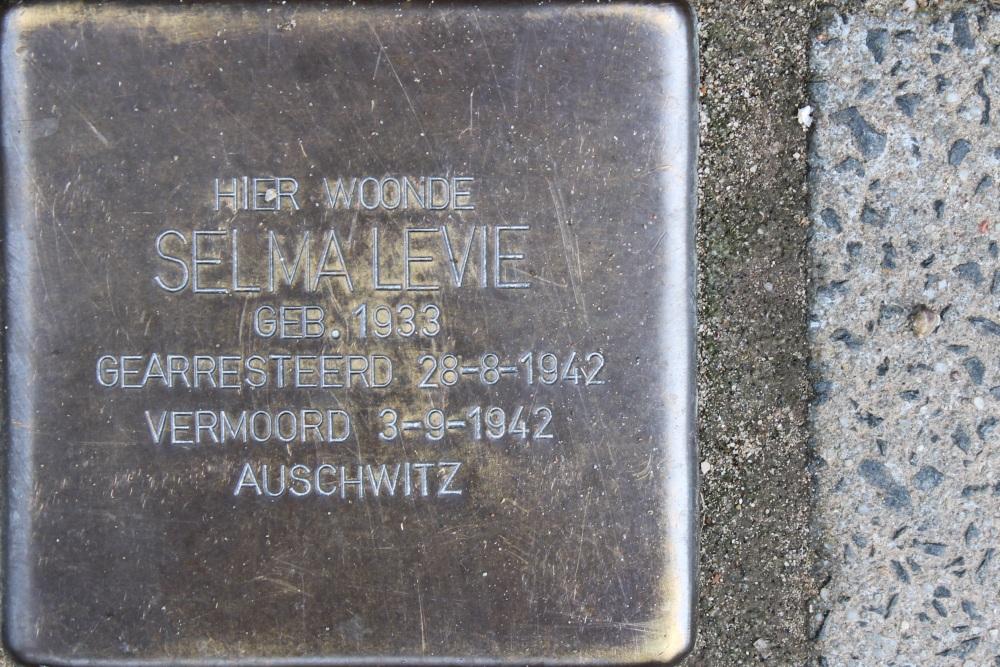 HIER WOONDE
SELMA LEVIE
GEB. 1933
GEARRESTEERD 28-8-1942
VERMOORD 3-9-1942
AUSCHWITZ